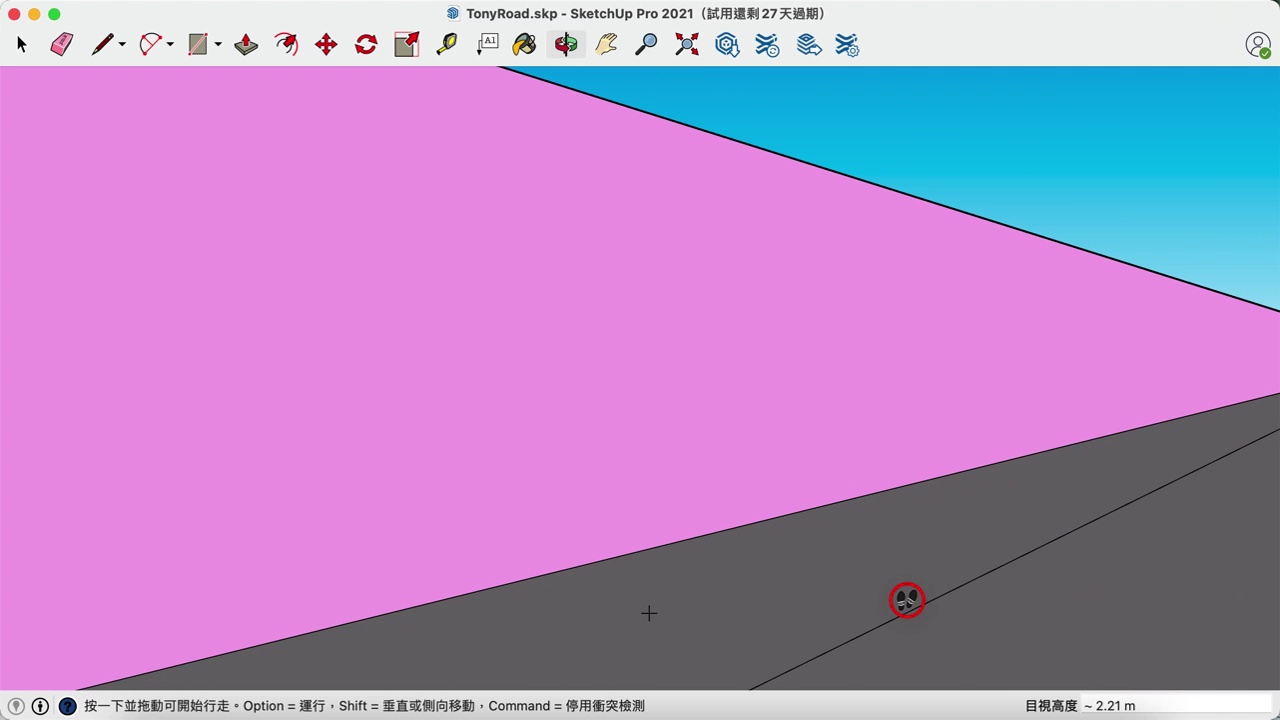 TonyRoad.skp - SketchUp Pro 2021（試用還剩 27 天過期）
A1
按一下並拖動可開始行走。Option = 運行，Shift = 垂直或側向移動，Command = 停用衝突檢測
目視高度 ~ 2.21 m